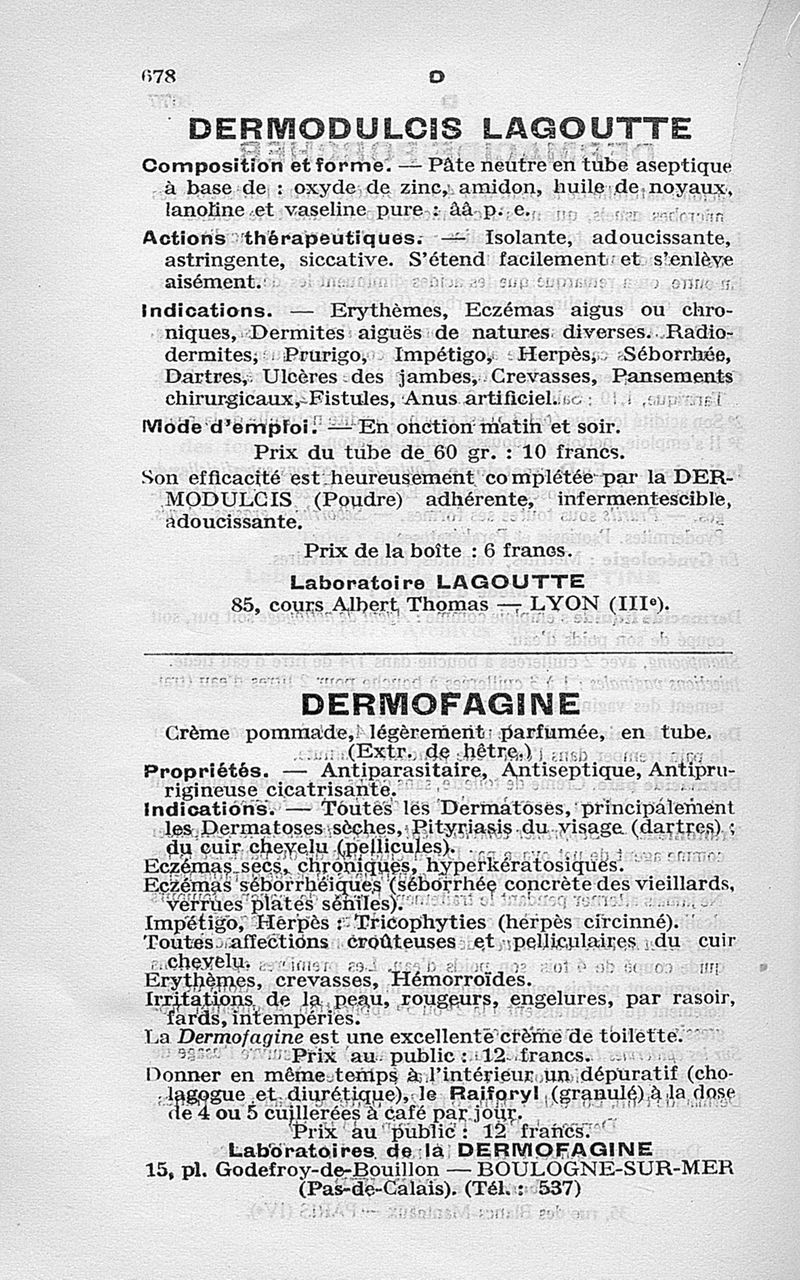 678
D
DERMODULCIS LAGOUTTE
Composition et forme. — Pâte neutre en tube aseptique
à base de : oxyde de zinc, amidon, huile de noyaux,
lanoline et vaseline pure : ââ p. e.
Actions thérapeutiques. — Isolante, adoucissante,
astringente, siccative. S'étend facilement et s'enlève
aisément.
Indications. — Erythèmes, Eczémas aigus ou chro-
niques, Dermites aiguës de natures diverses. Radio-
dermites, Prurigo, Impétigo, Herpès, Séborrhée,
Dartres, Ulcères des jambes, Crevasses, Pansements
chirurgicaux, Fistules, Anus artificiel.
Mode d'emploi. — En onction matin et soir.
Prix du tube de 60 gr. : 10 francs.
Son efficacité est heureusement complétée par la DER-
MODULCIS (Poudre) adhérente, infermentescible,
adoucissante.
Prix de la boîte : 6 francs.
Laboratoire LAGOUTTE
85, cours Albert Thomas — LYON (IIIe).
DERMOFAGINE
Crème pommade, légèrement parfumée, en tube.
(Extr. de hêtre.)
Propriétés. — Antiparasitaire, Antiseptique, Antipru-
rigineuse cicatrisante.
Indications. — Toutes les Dermatoses, principalement
les Dermatoses sèches, Pityriasis du visage (dartres) ;
du cuir chevelu (pellicules).
Eczémas secs, chroniques, hyperkératosiques.
Eczémas séborrhéiques (séborrhée concrète des vieillards,
verrues plates séniles).
Impétigo, Herpès : Tricophyties (herpès circinné).
Toutes affections croûteuses et pelliculaires du cuir
chevelu.
Erythèmes, crevasses, Hémorroïdes.
Irritations de la peau, rougeurs, engelures, par rasoir,
fards, intempéries.
La Dermofagine est une excellente crème de toilette.
Prix au public : 12 francs.
Donner en même temps à l'intérieur un dépuratif (cho-
lagogue et diurétique), le Raiforyl (granulé) à la dose
de 4 ou 5 cuillerées à café par jour.
Prix au public : 12 francs.
Laboratoires de la DERMOFAGINE
15, pl. Godefroy-de-Bouillon — BOULOGNE-SUR-MER
(Pas-de-Calais). (Tél. : 537)